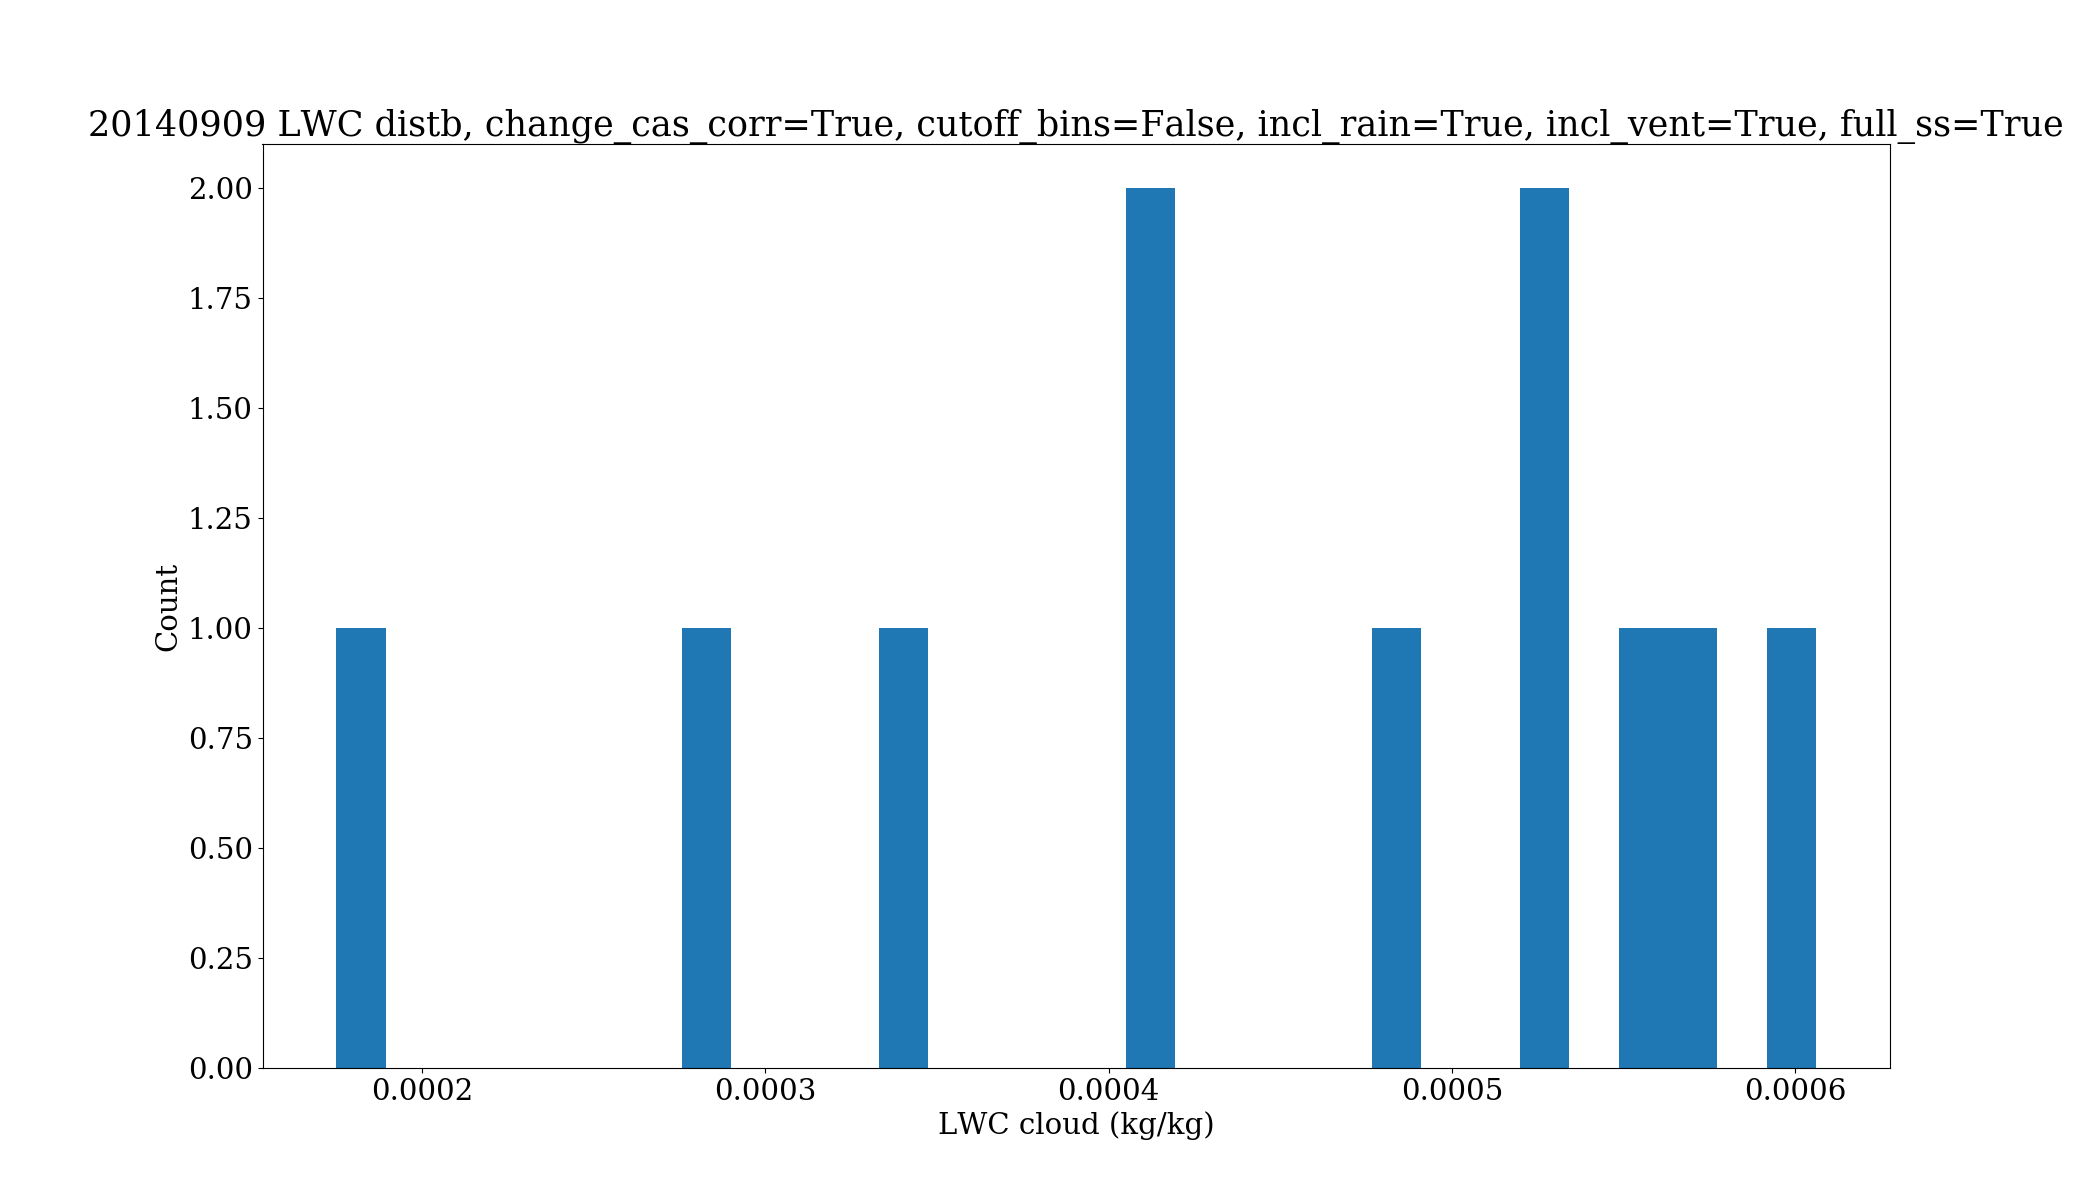 20140909 LWC distb, change_cas_corr=True, cutoff_bins=False, incl_rain=True, incl_vent=True, full_ss=True
2.00
1.75
1.50
1.25
1.00
0.75
0.50
0.25
0.00
Count
0.0002 0.0003 0.0004 0.0005 0.0006
LWC cloud (kg/kg)